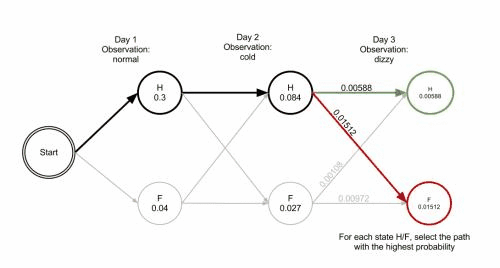 Day 1
Observation:
normal
Day 2
Observation:
cold
Day 3
Observation:
dizzy
Start
H
0.3
H
0.084
0.00588
H
0.00588
0.01512
F
0.04
F
0.027
0.00108
0.00972
F
0.01512
For each state H/F, select the path
with the highest probability